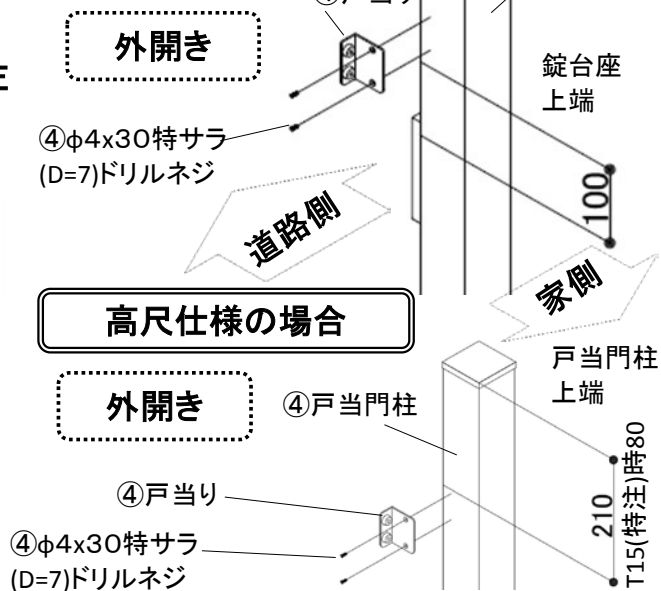 外開き
錠台座
上端
④φ4x30特サラ
(D=7)ドリルネジ
100
道路側
家側
高尺仕様の場合
戸当門柱
上端
外開き
④戸当門柱
④戸当り
210
T15(特注)時80
④φ4x30特サラ
(D=7)ドリルネジ